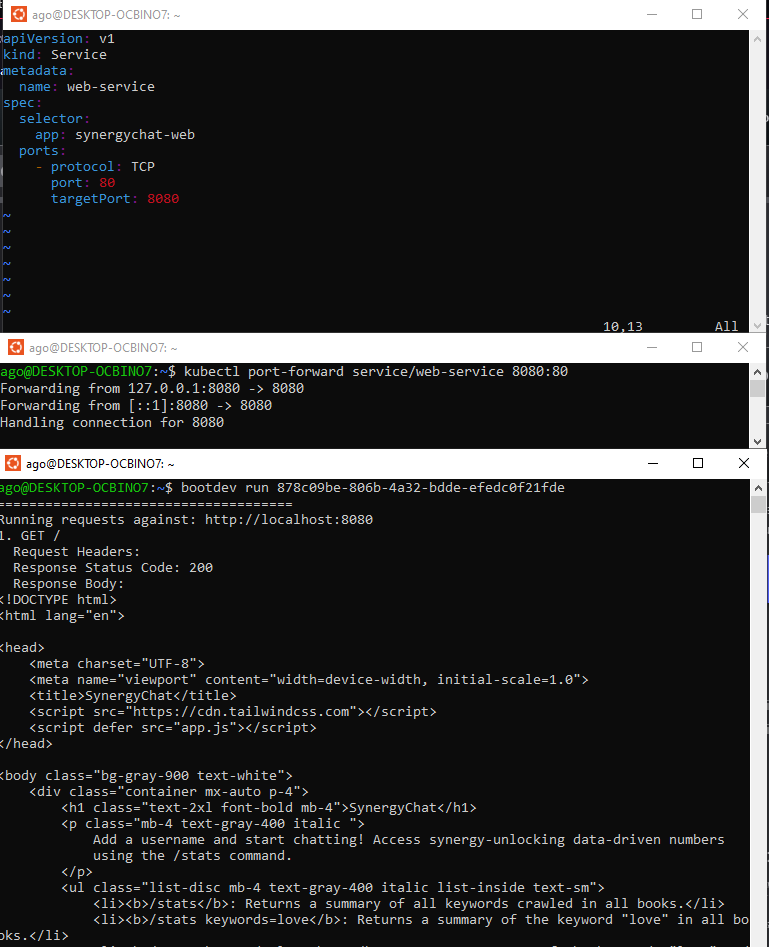 ago@DESKTOP-OCBINO7: ~
apiVersion: v1
kind: Service
metadata:
  name: web-service
spec:
  selector:
    app: synergychat-web
  ports:
    - protocol: TCP
      port: 80
      targetPort: 8080
~
~
~
~
~
~
~
10,13 All
ago@DESKTOP-OCBINO7: ~
ago@DESKTOP-OCBINO7:~$ kubectl port-forward service/web-service 8080:80
Forwarding from 127.0.0.1:8080 -> 8080
Forwarding from [::1]:8080 -> 8080
Handling connection for 8080
ago@DESKTOP-OCBINO7: ~
ago@DESKTOP-OCBINO7:~$ bootdev run 878c09be-806b-4a32-bdde-efedc0f21fde
=====================================
Running requests against: http://localhost:8080
1. GET /
  Request Headers:
  Response Status Code: 200
  Response Body:
<!DOCTYPE html>
<html lang="en">
<head>
    <meta charset="UTF-8">
    <meta name="viewport" content="width=device-width, initial-scale=1.0">
    <title>SynergyChat</title>
    <script src="https://cdn.tailwindcss.com"></script>
    <script defer src="app.js"></script>
</head>
<body class="bg-gray-900 text-white">
    <div class="container mx-auto p-4">
        <h1 class="text-2xl font-bold mb-4">SynergyChat</h1>
        <p class="mb-4 text-gray-400 italic ">
            Add a username and start chatting! Access synergy-unlocking data-driven numbers
            using the /stats command.
        </p>
        <ul class="list-disc mb-4 text-gray-400 italic list-inside text-sm">
            <li><b>/stats</b>: Returns a summary of all keywords crawled in all books.</li>
            <li><b>/stats keywords=love</b>: Returns a summary of the keyword "love" in all bo
oks.</li>